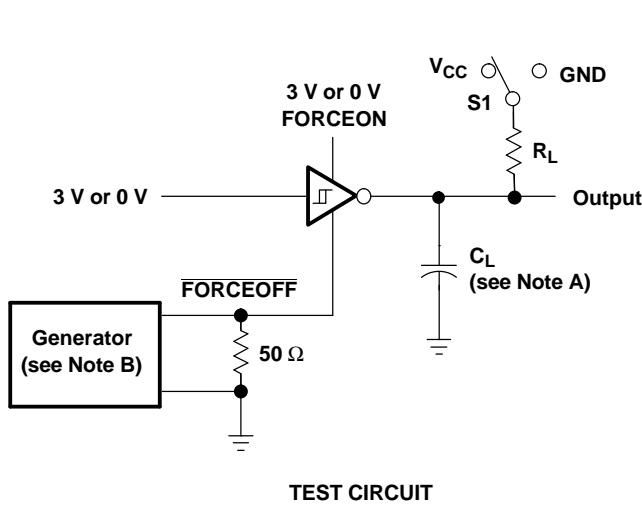 VCC
GND
S1
3 V or 0 V
FORCEON
RL
3 V or 0 V
Output
CL
(see Note A)
FORCEOFF
Generator
(see Note B)
50 Ω
TEST CIRCUIT